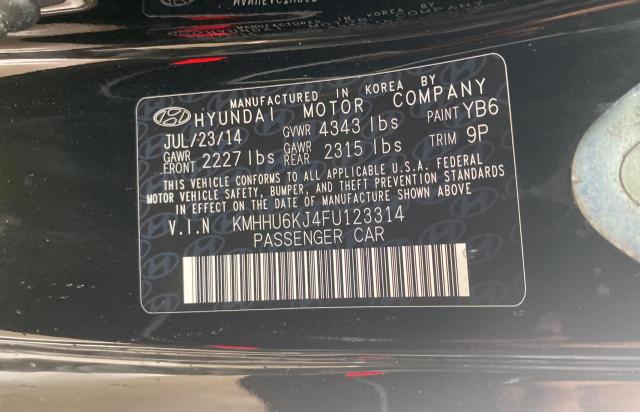 MANUFACTURED IN KOREA BY
HYUNDAI MOTOR COMPANY
JUL/23/14 GVWR 4343 lbs PAINT YB6
GAWR FRONT 2227 lbs GAWR REAR 2315 lbs TRIM 9P
THIS VEHICLE CONFORMS TO ALL APPLICABLE U.S.A. FEDERAL
MOTOR VEHICLE SAFETY, BUMPER, AND THEFT PREVENTION STANDARDS
IN EFFECT ON THE DATE OF MANUFACTURE SHOWN ABOVE
V.I.N KMHHU6KJ4FU123314
PASSENGER CAR